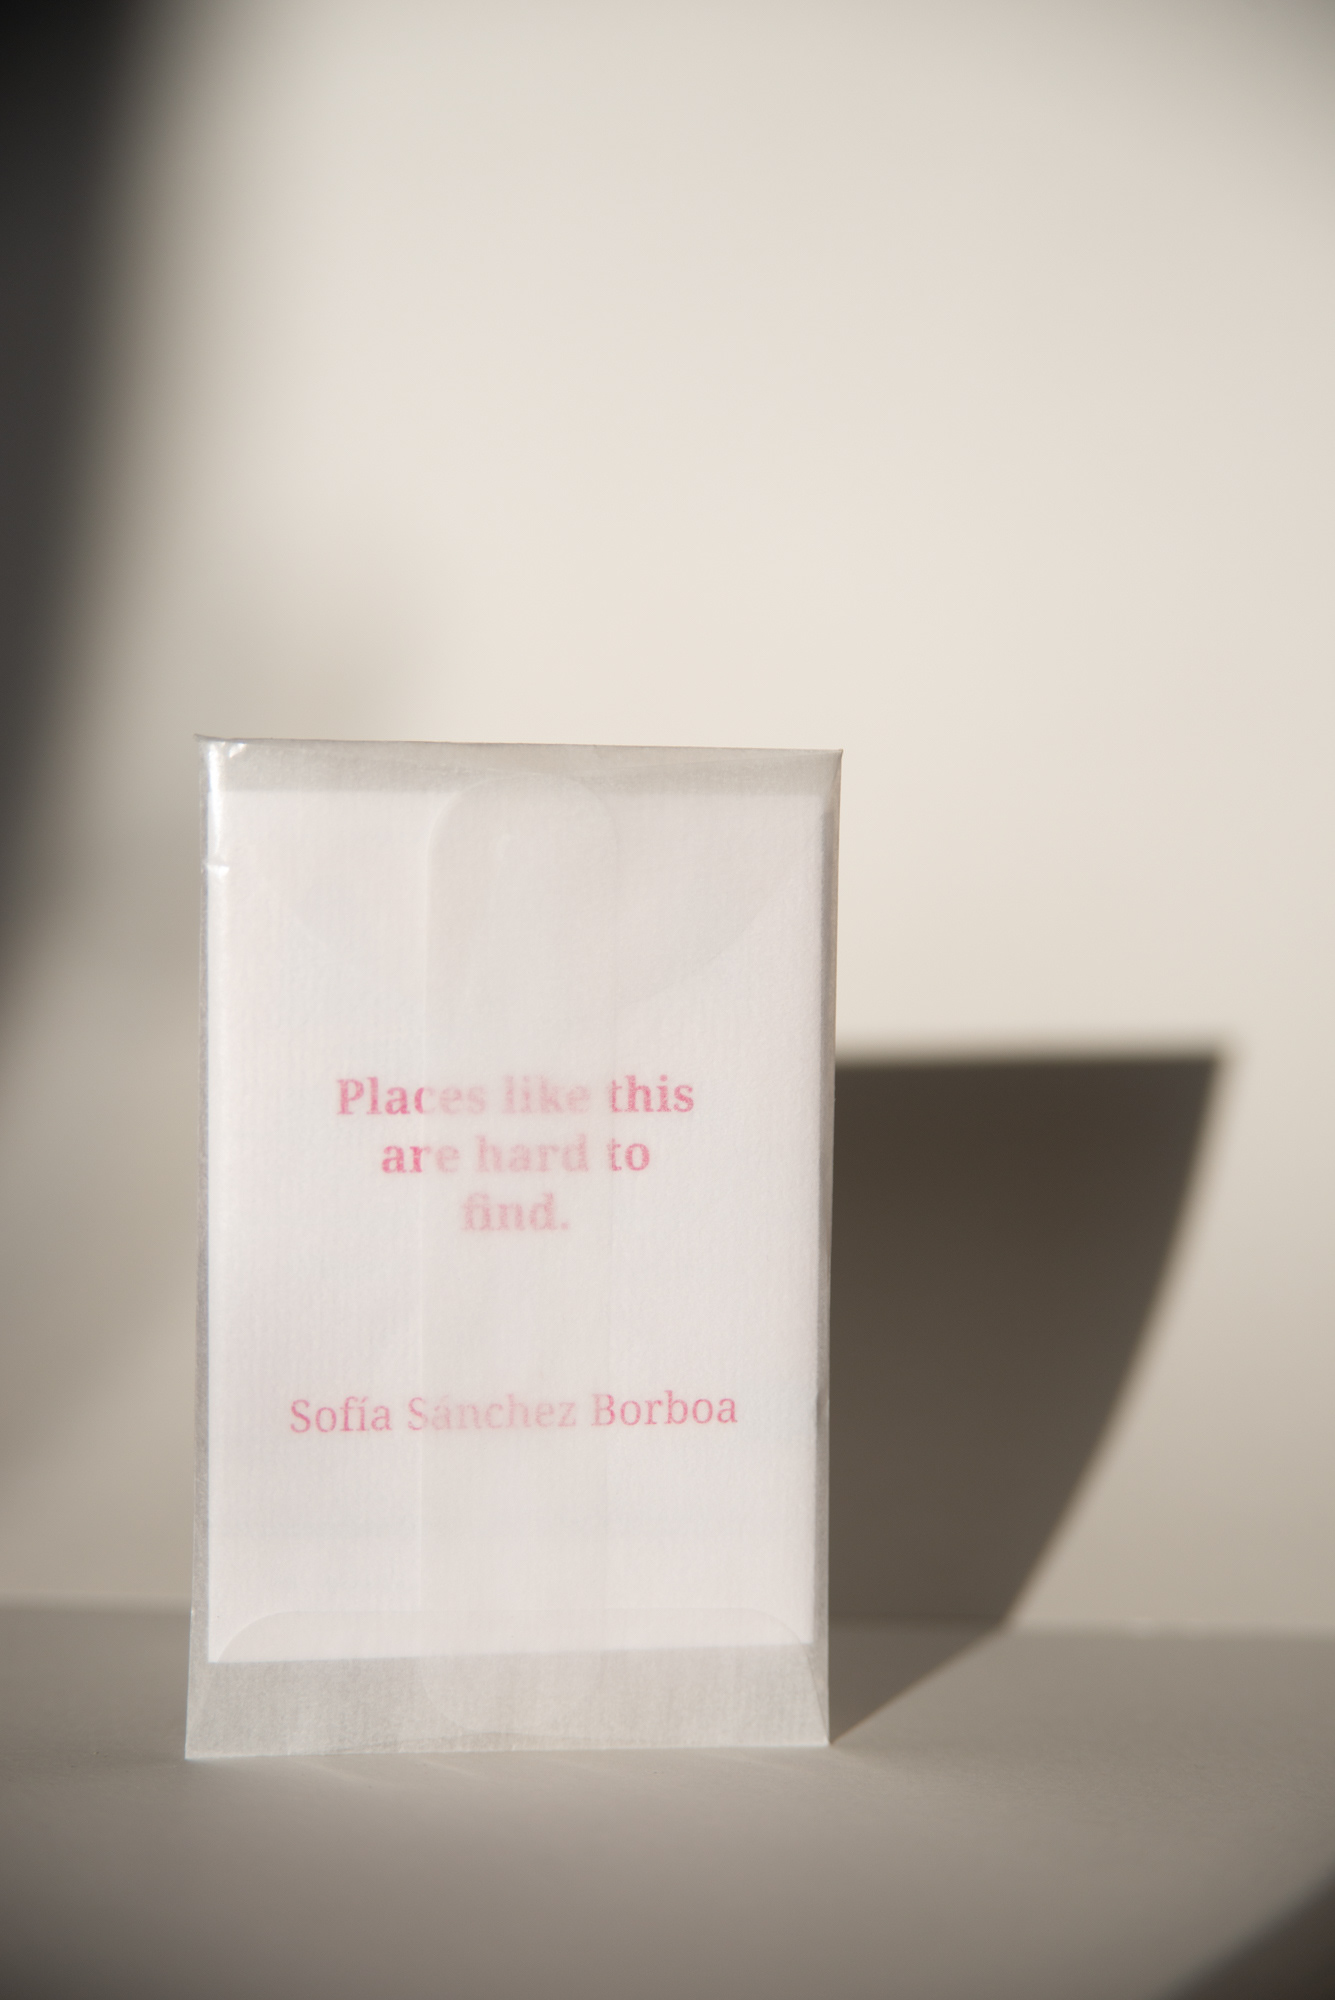 Places like this
are hard to
find.
Sofía Sánchez Borboa